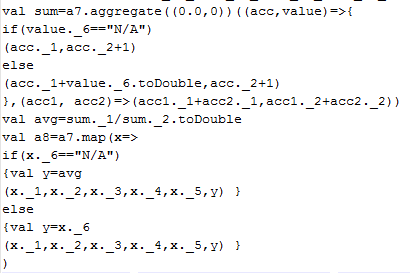 val sum=a7.aggregate((0.0,0))((acc,value)=>{
if(value._6=="N/A")
(acc._1,acc._2+1)
else
(acc._1+value._6.toDouble,acc._2+1)
},(acc1, acc2)=>(acc1._1+acc2._1,acc1._2+acc2._2))
val avg=sum._1/sum._2.toDouble
val a8=a7.map(x=>
if(x._6=="N/A")
{val y=avg
(x._1,x._2,x._3,x._4,x._5,y) }
else
{val y=x._6
(x._1,x._2,x._3,x._4,x._5,y) }
)